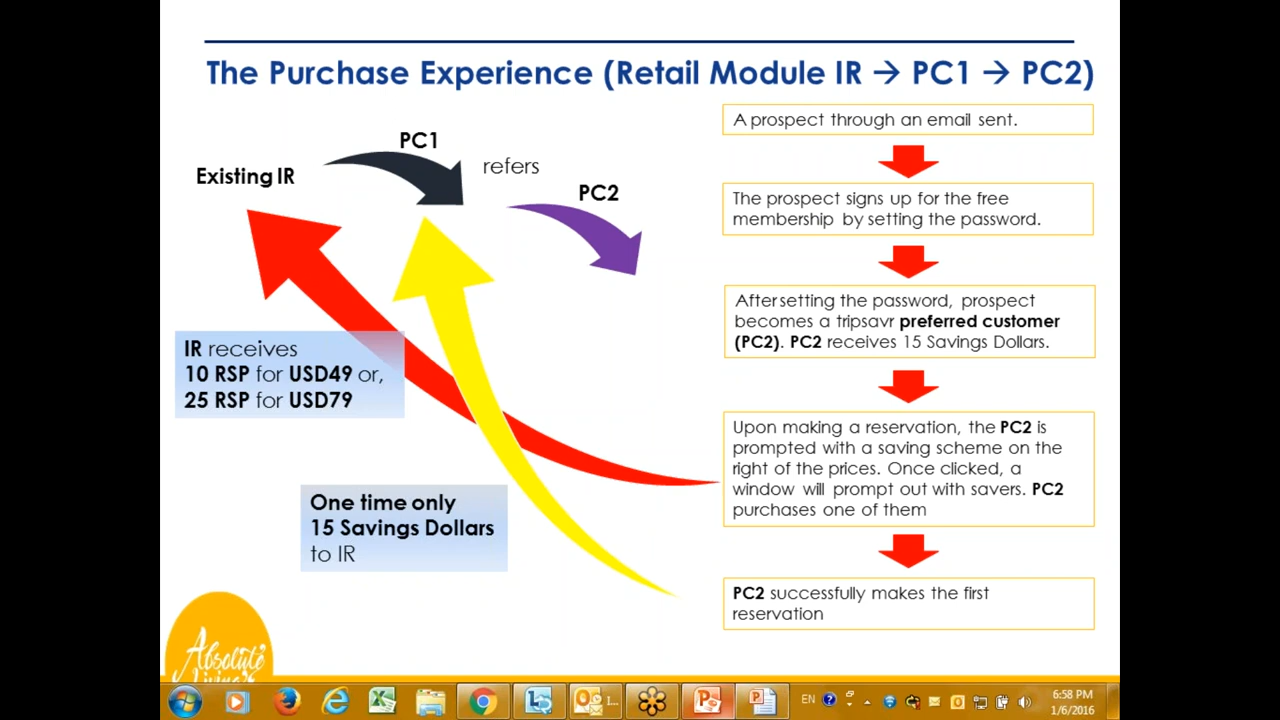 The Purchase Experience (Retail Module IR → PC1 → PC2)
PC1
refers
Existing IR
PC2
IR receives
10 RSP for USD49 or,
25 RSP for USD79
One time only
15 Savings Dollars
to IR
A prospect through an email sent.
The prospect signs up for the free
membership by setting the password.
After setting the password, prospect
becomes a tripsavr preferred customer
(PC2). PC2 receives 15 Savings Dollars.
Upon making a reservation, the PC2 is
prompted with a saving scheme on the
right of the prices. Once clicked, a
window will prompt out with savers. PC2
purchases one of them
PC2 successfully makes the first
reservation
Absolute
Living's
1...
EN
6:58 PM
1/6/2016